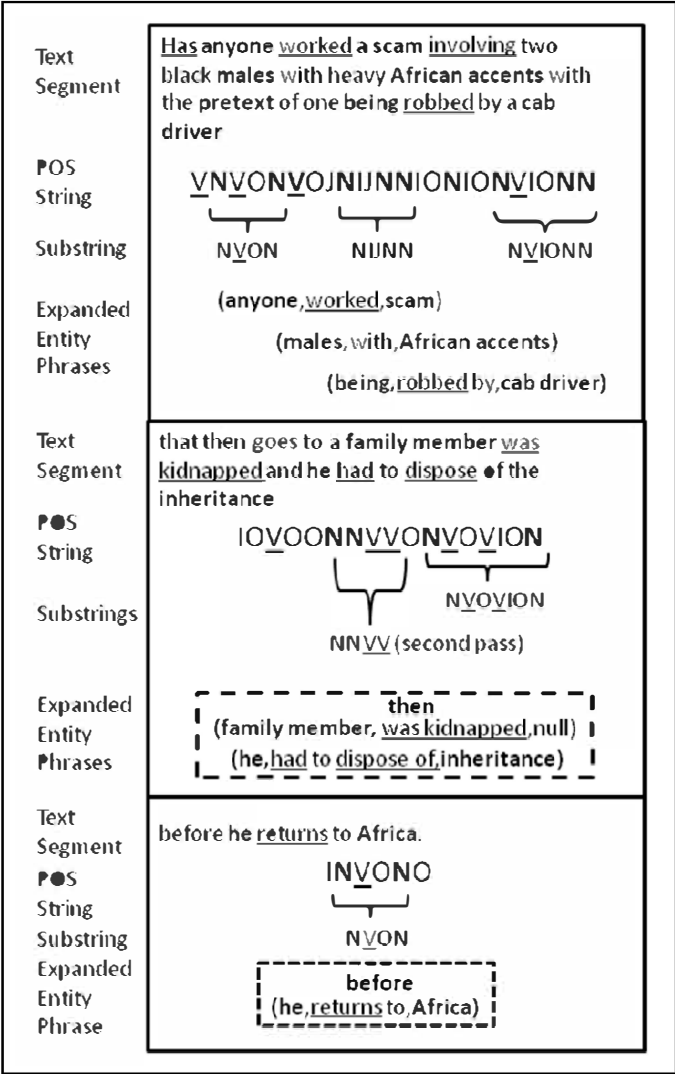 Text
Segment
Has anyone worked a scam involving two
black males with heavy African accents with
the pretext of one being robbed by a cab
driver
POS
String
VNVONVOJNIJNNIONIONVIONN
Substring
NVON NIJNN NVIONN
Expanded
Entity
Phrases
(anyone,worked,scam)
(males,with,African accents)
(being,robbed by,cab driver)
Text
Segment
that then goes to a family member was
kidnapped and he had to dispose of the
inheritance
POS
String
IOVOONNVVONVOVION
Substrings
NVOVION
NNVV (second pass)
Expanded
Entity
Phrases
then
(family member, was kidnapped,null)
(he,had to dispose of,inheritance)
Text
Segment
before he returns to Africa.
POS
String
INVONO
Substring
NVON
Expanded
Entity
Phrase
before
(he,returns to,Africa)